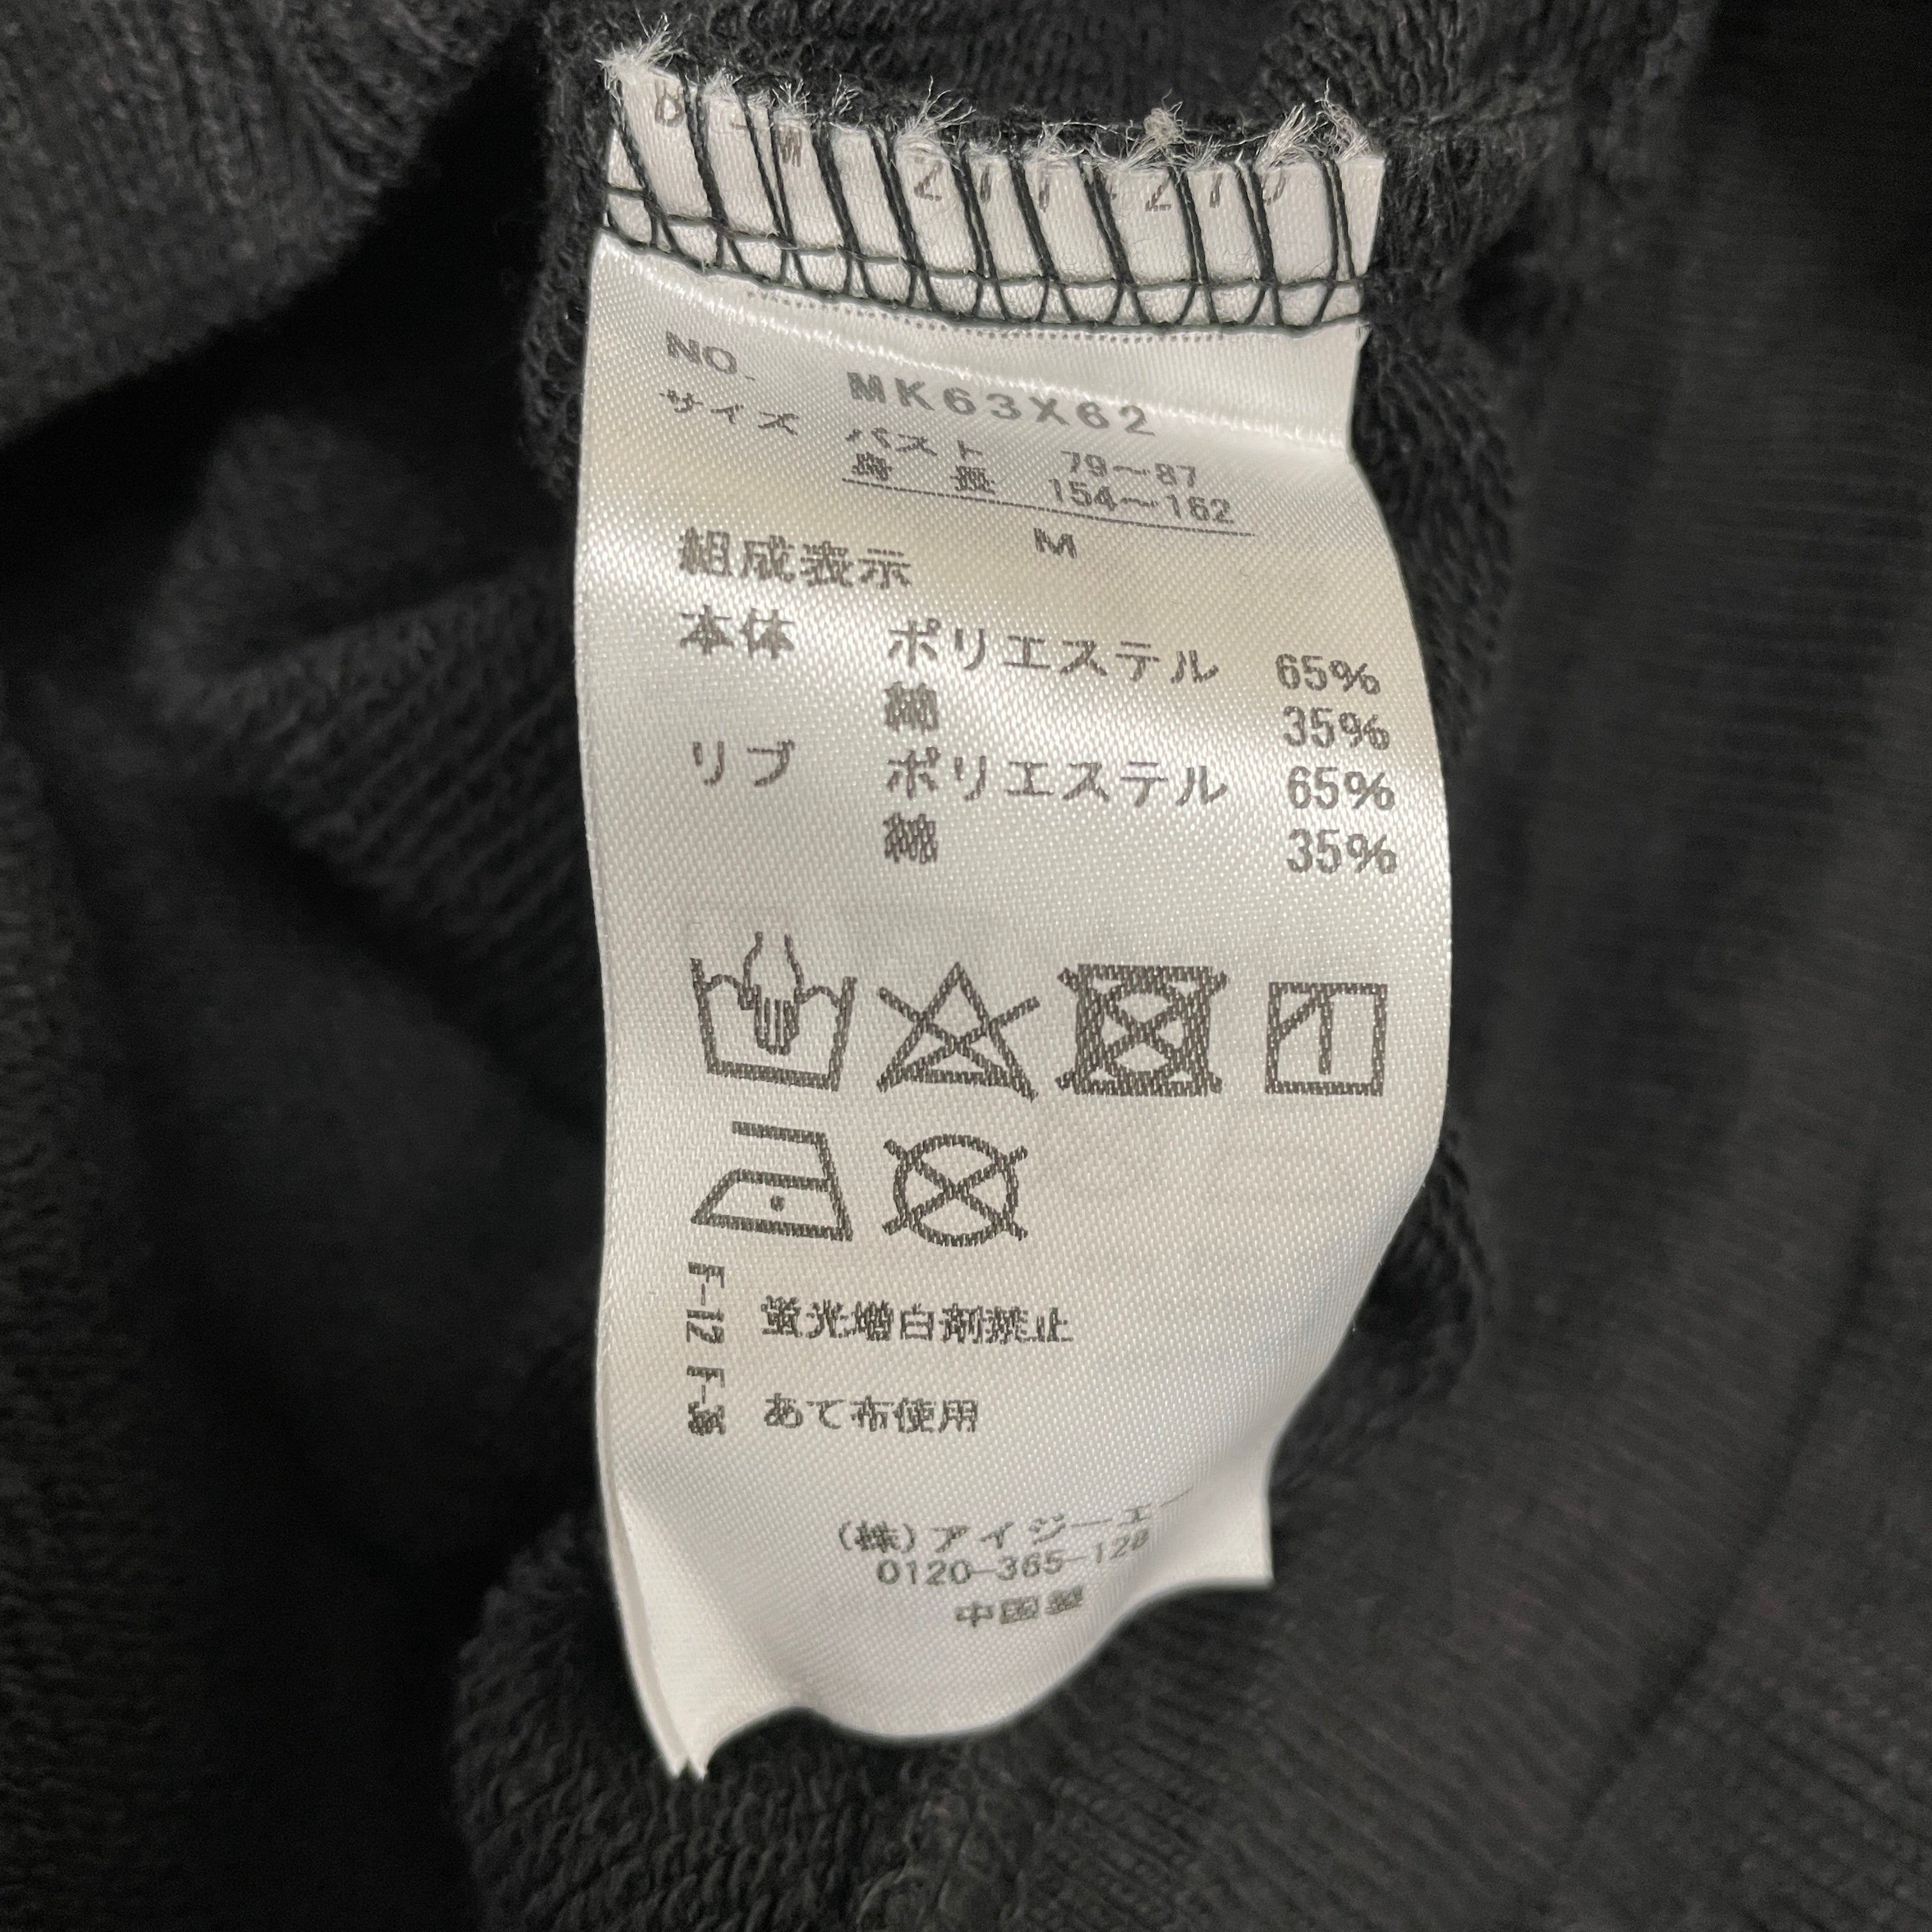 NO. MK63X62
サイズ バスト 79〜87
身長 154〜162
M
組成表示
本体 ポリエステル 65%
綿 35%
リブ ポリエステル 65%
綿 35%
F-12 蛍光増白剤禁止
あて布使用
(株)アイジーエー
0120-365-128
中国製